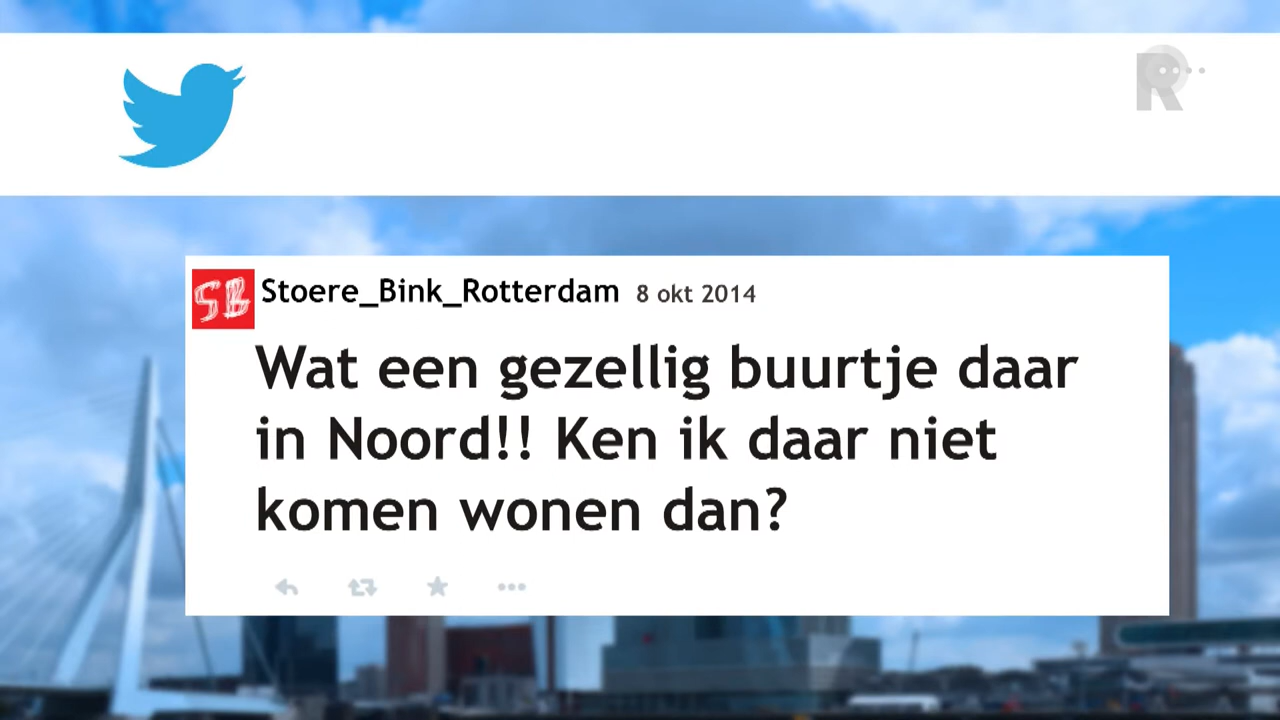 R
SB Stoere_Bink_Rotterdam 8 okt 2014
Wat een gezellig buurtje daar
in Noord!! Ken ik daar niet
komen wonen dan?